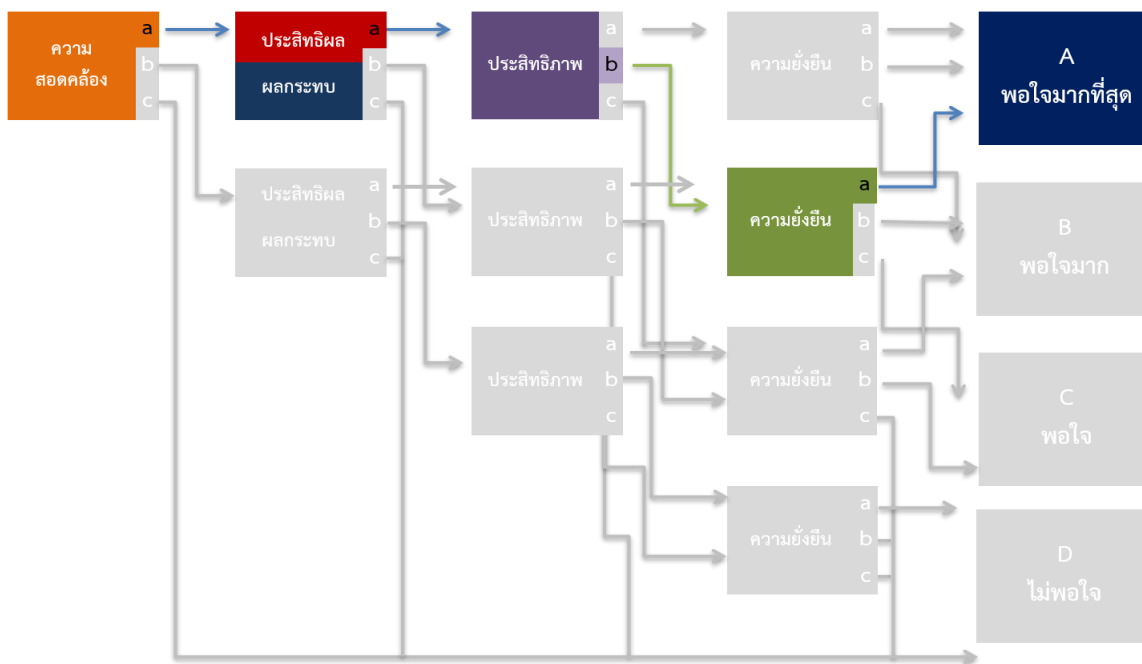 ความ
สอดคล้อง
a
b
c
ประสิทธิผล
ผลกระทบ
a
b
c
ประสิทธิภาพ
a
b
c
ความยั่งยืน
a
b
c
A
พอใจมากที่สุด
ประสิทธิผล
ผลกระทบ
a
b
c
ประสิทธิภาพ
a
b
c
ความยั่งยืน
a
b
c
B
พอใจมาก
ประสิทธิภาพ
a
b
c
ความยั่งยืน
a
b
c
C
พอใจ
ความยั่งยืน
a
b
c
D
ไม่พอใจ